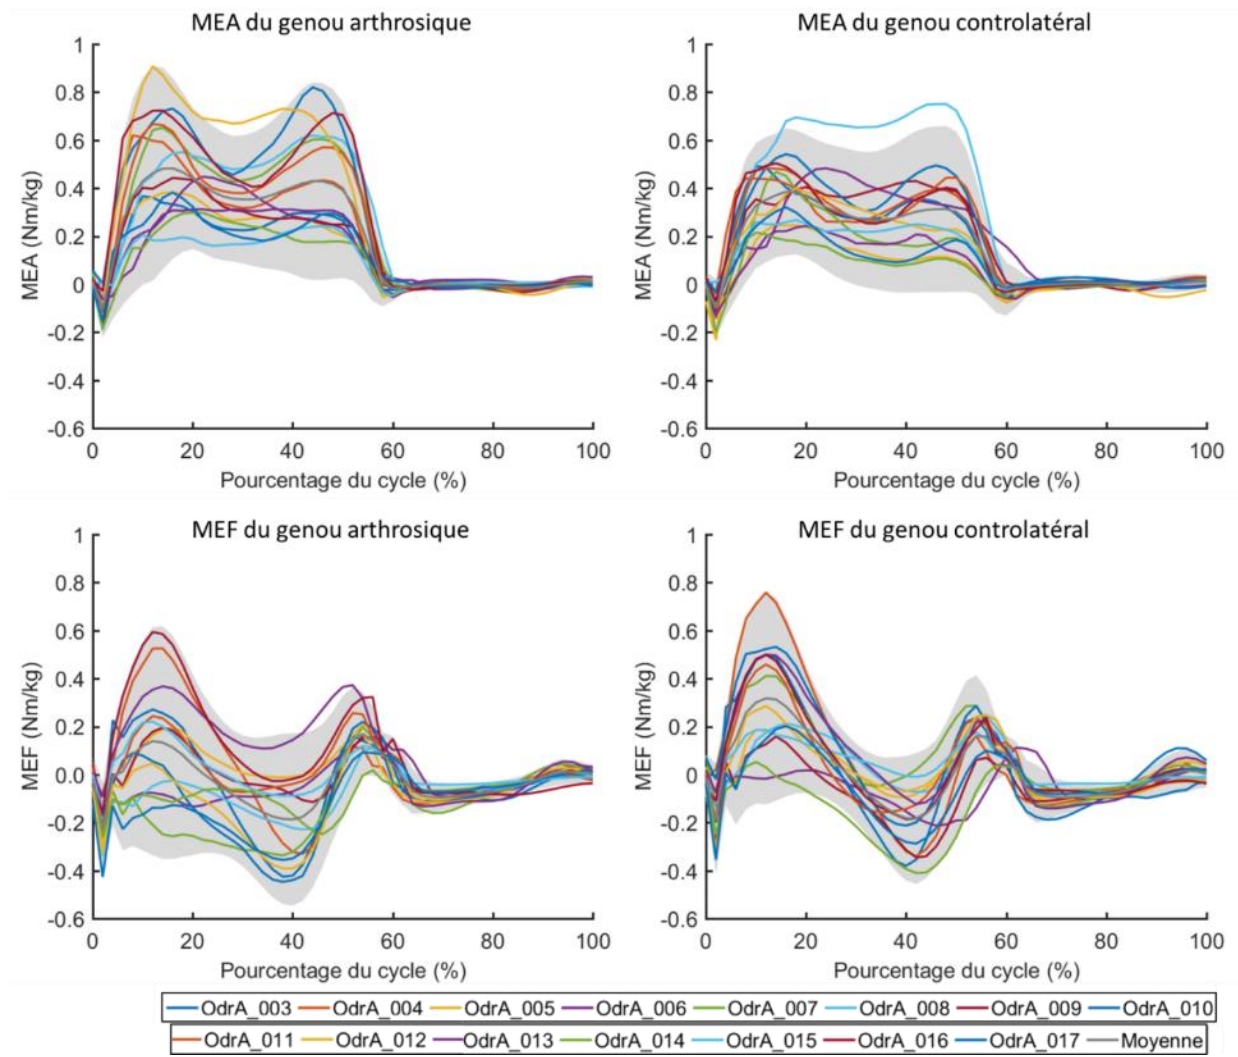 MEA du genou arthrosique
MEA du genou controlatéral
1
0.8
0.6
0.4
0.2
0
-0.2
-0.4
-0.6
MEA (Nm/kg)
0 20 40 60 80 100
Pourcentage du cycle (%)
1
0.8
0.6
0.4
0.2
0
-0.2
-0.4
-0.6
MEA (Nm/kg)
0 20 40 60 80 100
Pourcentage du cycle (%)
MEF du genou arthrosique
MEF du genou controlatéral
1
0.8
0.6
0.4
0.2
0.0
-0.2
-0.4
-0.6
MEF (Nm/kg)
0 20 40 60 80 100
Pourcentage du cycle (%)
1
0.8
0.6
0.4
0.2
0.0
-0.2
-0.4
-0.6
MEF (Nm/kg)
0 20 40 60 80 100
Pourcentage du cycle (%)
OdrA_003 OdrA_004 OdrA_005 OdrA_006 OdrA_007 OdrA_008 OdrA_009 OdrA_010
OdrA_011 OdrA_012 OdrA_013 OdrA_014 OdrA_015 OdrA_016 OdrA_017 Moyenne